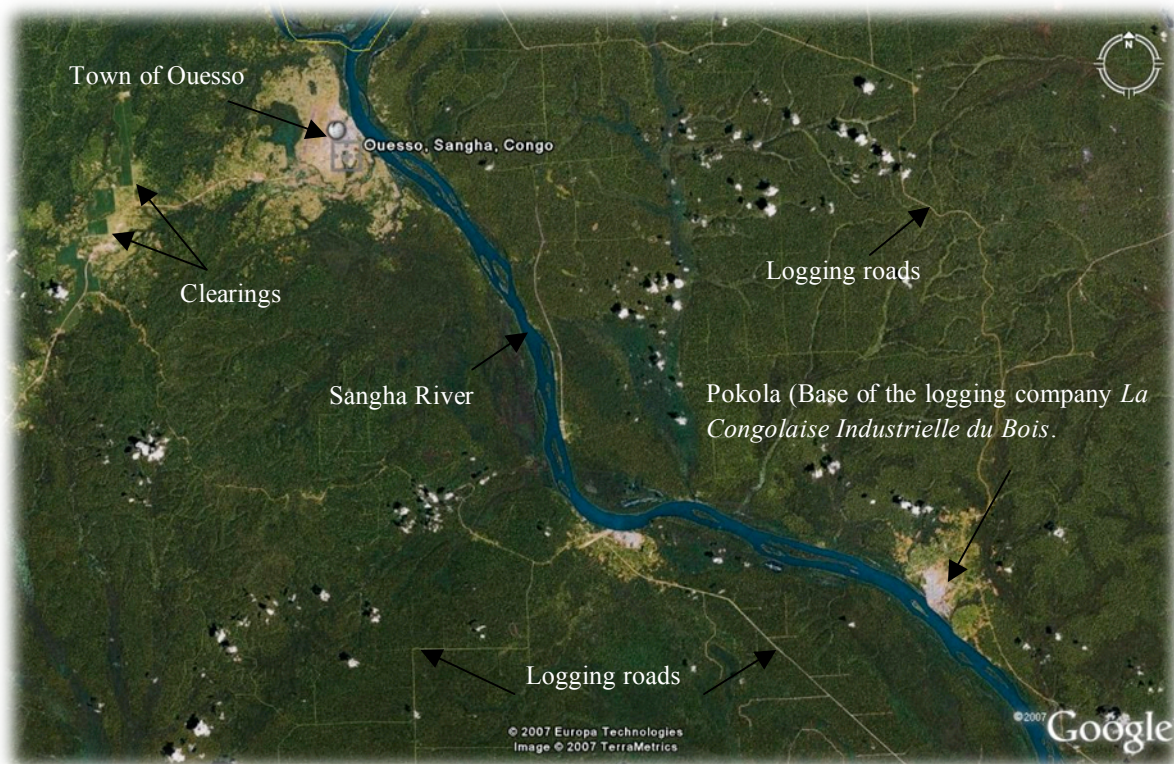 N
Town of Ouesso
Ouesso, Sangha, Congo
Logging roads
Clearings
Sangha River
Pokola (Base of the logging company La
Congolaise Industrielle du Bois.
Logging roads
© 2007 Europa Technologies
Image © 2007 TerraMetrics
© 2007 Google